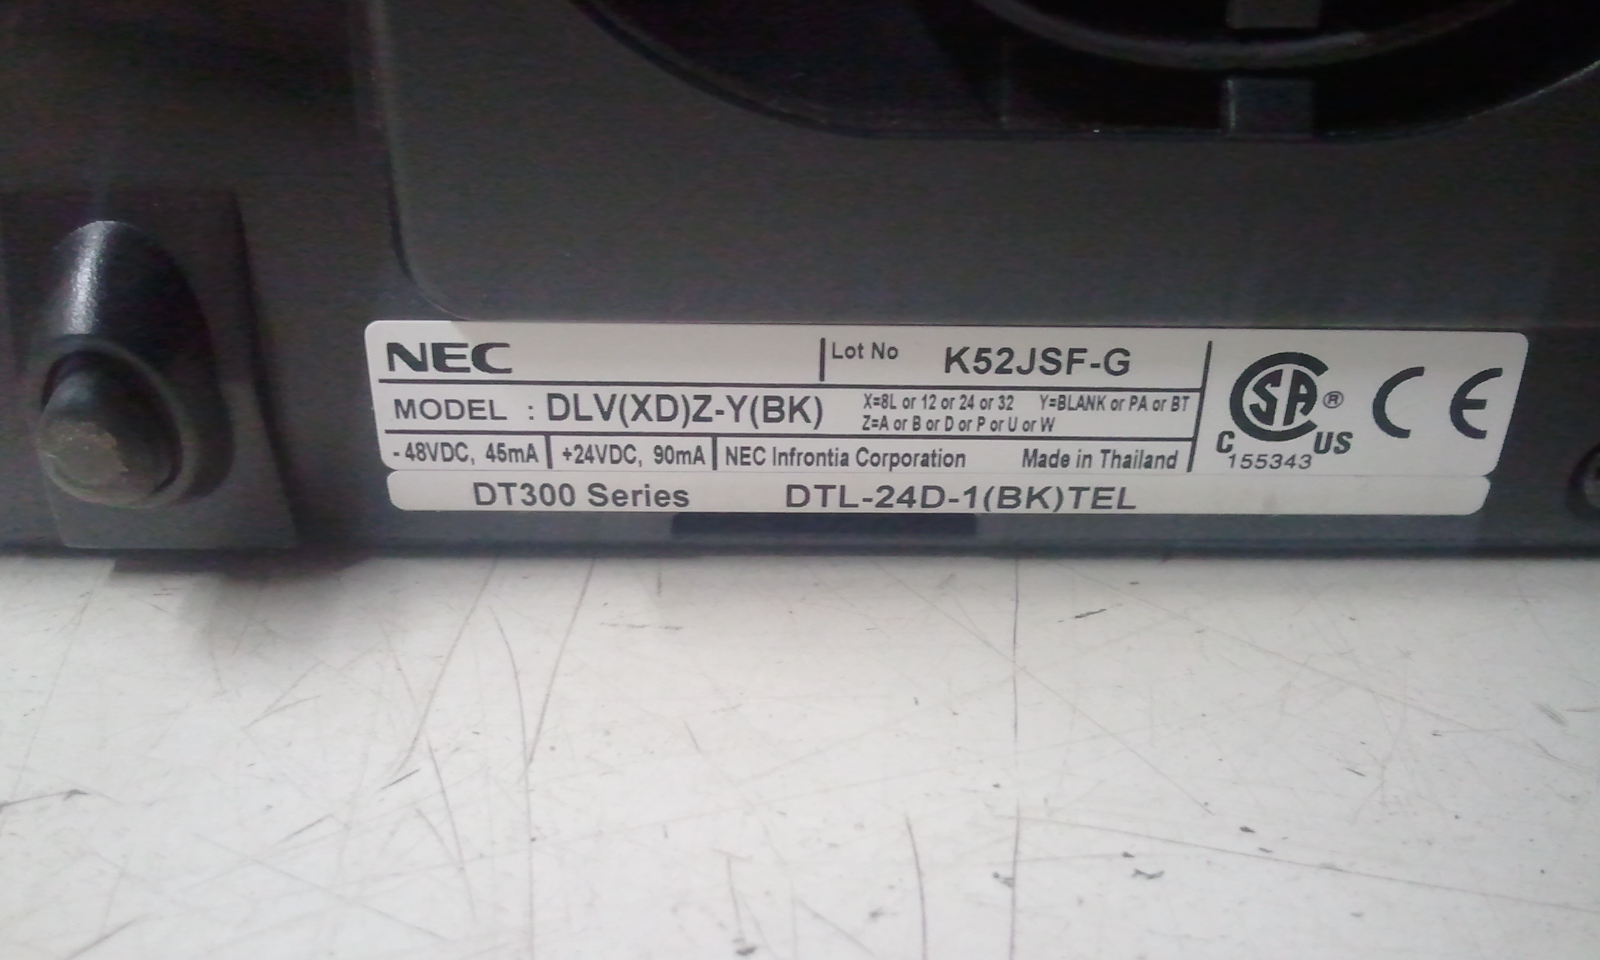 NEC Lot No K52JSF-G
MODEL : DLV(XD)Z-Y(BK) X=8L or 12 or 24 or 32 Y=BLANK or PA or BT
Z=A or B or D or P or U or W
-48VDC, 45mA +24VDC, 90mA NEC Infrontia Corporation Made in Thailand
SA ® C US
155343
CE
DT300 Series DTL-24D-1(BK)TEL